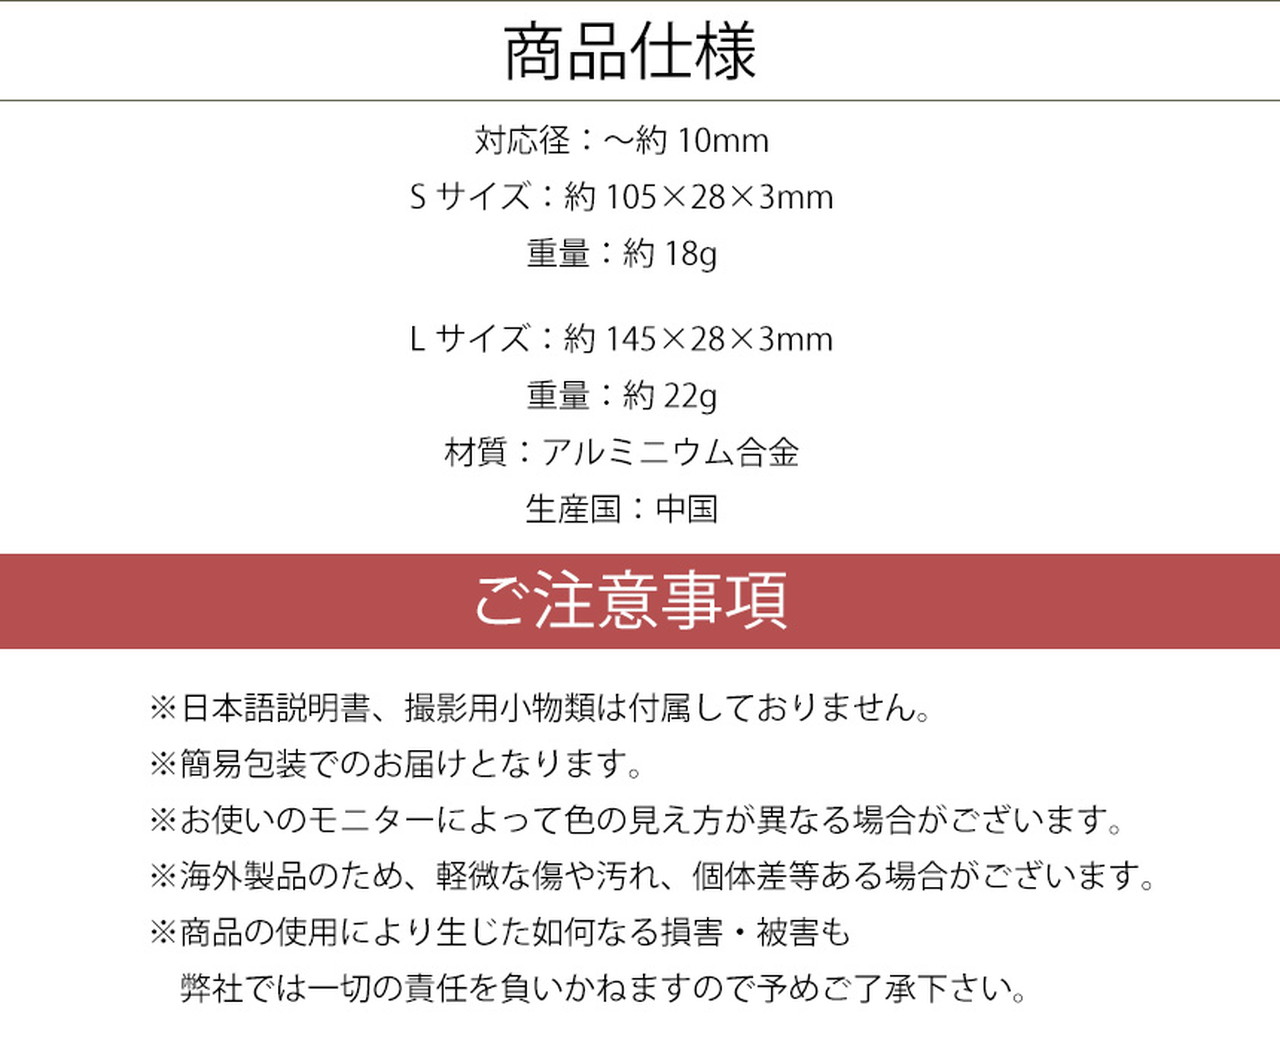 商品仕様
対応径：～約 10mm
S サイズ：約 105×28×3mm
重量：約 18g
L サイズ：約 145×28×3mm
重量：約 22g
材質：アルミニウム合金
生産国：中国
ご注意事項
※日本語説明書、撮影用小物類は付属しておりません。
※簡易包装でのお届けとなります。
※お使いのモニターによって色の見え方が異なる場合がございます。
※海外製品のため、軽微な傷や汚れ、個体差等ある場合がございます。
※商品の使用により生じた如何なる損害・被害も
弊社では一切の責任を負いかねますので予めご了承下さい。